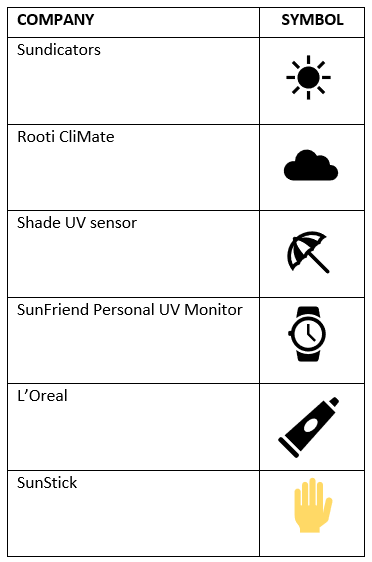 COMPANY SYMBOL
Sundicators
Rooti CliMate
Shade UV sensor
SunFriend Personal UV Monitor
L’Oreal
SunStick